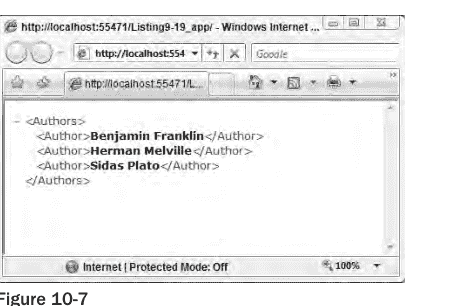 http://localhost:55471/Listing9-19_app/ - Windows Internet ...
http://localhost:554
Google
http://localhost:55471/L...
- <Authors>
<Author>Benjamin Franklin</Author>
<Author>Herman Melville</Author>
<Author>Sidas Plato</Author>
</Authors>
Internet | Protected Mode: Off
100%
Figure 10-7